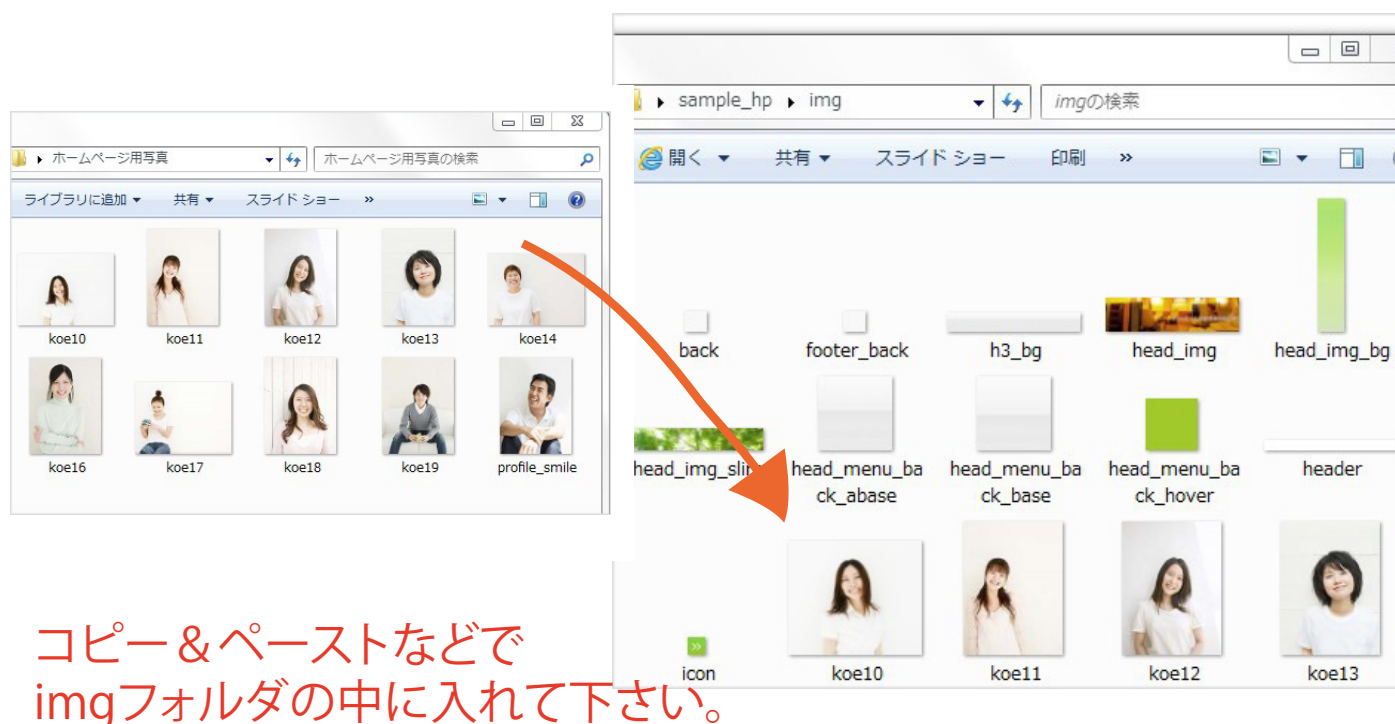 ホームページ用写真
ホームページ用写真の検索
ライブラリに追加 共有 スライド ショー »
koe10 koe11 koe12 koe13 koe14
koe16 koe17 koe18 koe19 profile_smile
sample_hp img
imgの検索
開く 共有 スライド ショー 印刷 »
back footer_back h3_bg head_img head_img_bg
head_menu_ba head_menu_ba head_menu_ba header
ck_abase ck_base ck_hover
icon koe10 koe11 koe12 koe13
コピー＆ペーストなどで
imgフォルダの中に入れて下さい。